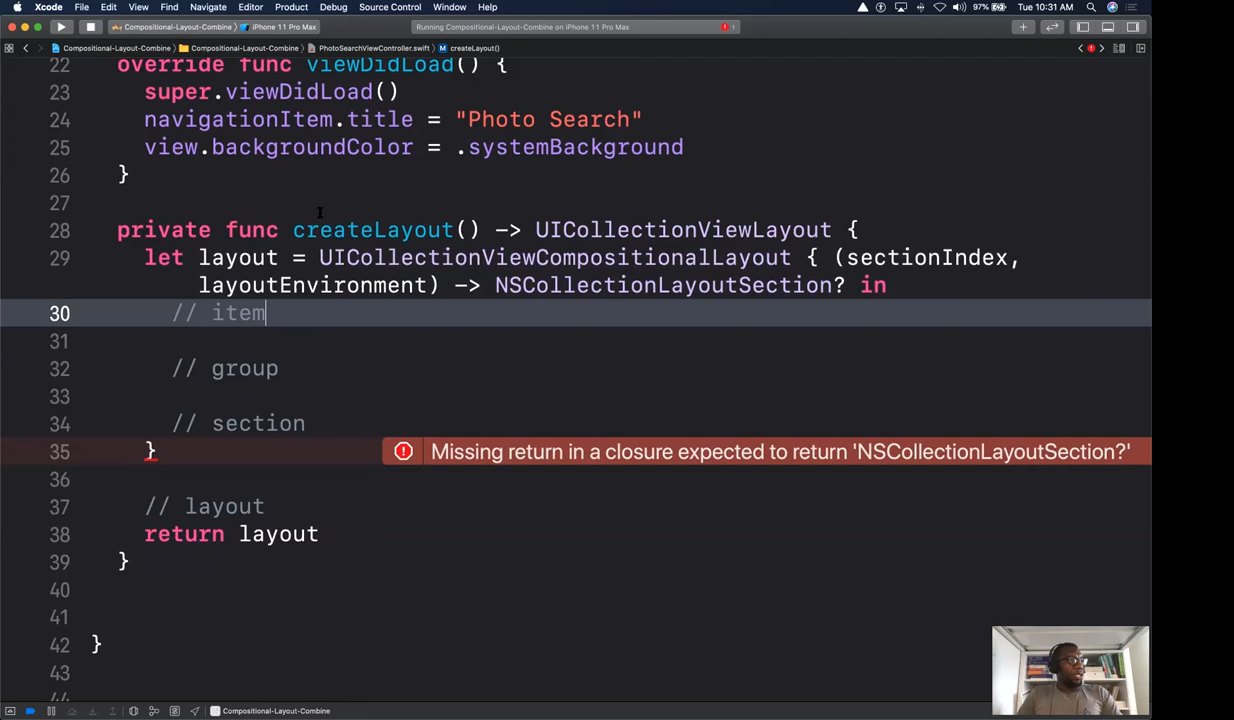 Xcode File Edit View Find Navigate Editor Product Debug Source Control Window Help 97% Tue 10:31 AM
Compositional-Layout-Combine iPhone 11 Pro Max Running Compositional-Layout-Combine on iPhone 11 Pro Max 1
Compositional-Layout-Combine Compositional-Layout-Combine PhotoSearchViewController.swift M createLayout()
22 override func viewDidLoad() {
23 super.viewDidLoad()
24 navigationItem.title = "Photo Search"
25 view.backgroundColor = .systemBackground
26 }
27
28 private func createLayout() -> UICollectionViewLayout {
29 let layout = UICollectionViewCompositionalLayout { (sectionIndex,
layoutEnvironment) -> NSCollectionLayoutSection? in
30 // item
31
32 // group
33
34 // section
35 } Missing return in a closure expected to return 'NSCollectionLayoutSection?'
36
37 // layout
38 return layout
39 }
40
41
42 }
43
44
Compositional-Layout-Combine